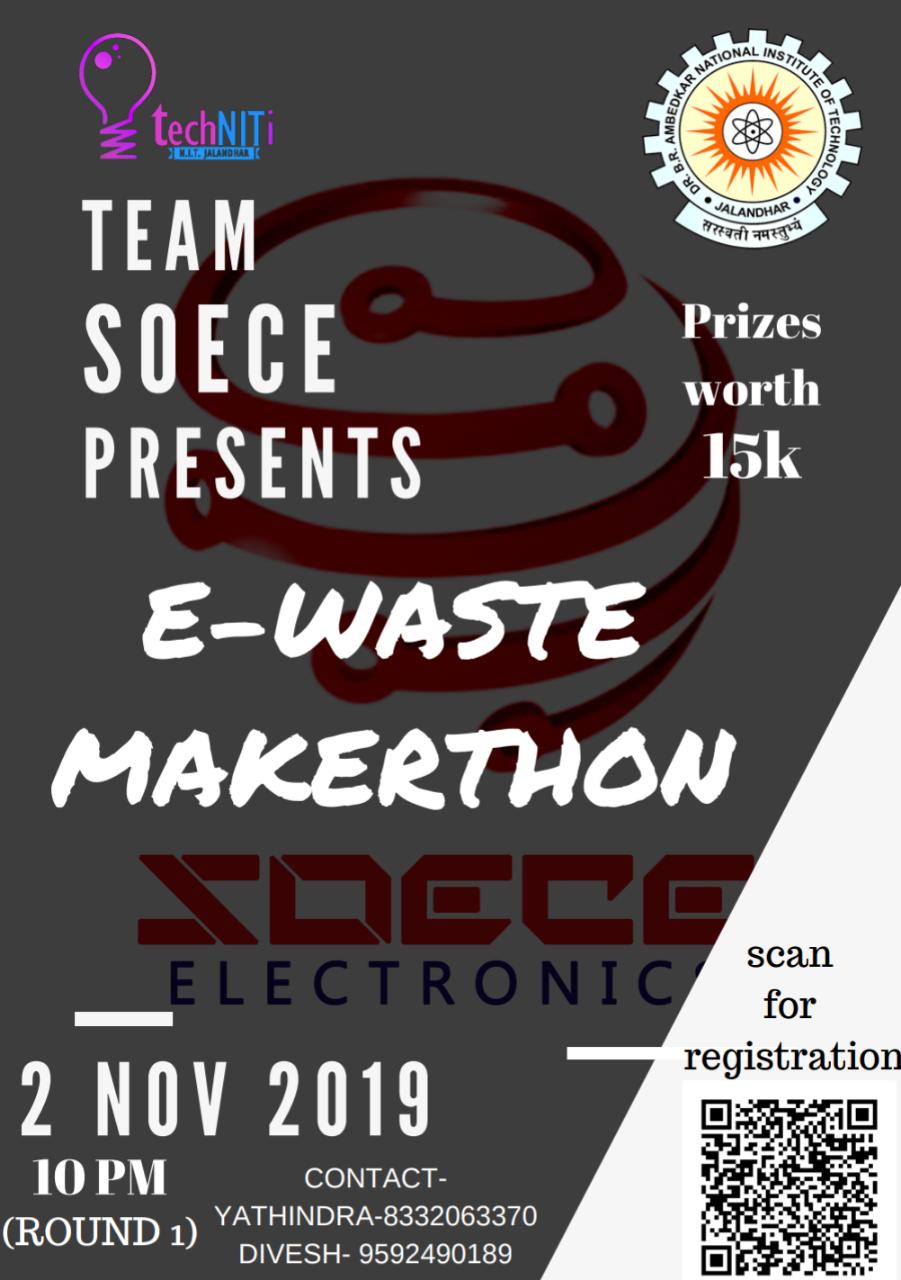 techNITi
N.I.T. JALANDHAR
DR. B.R. AMBEDKAR NATIONAL INSTITUTE OF TECHNOLOGY
• JALANDHAR •
सरस्वती नमस्तुभ्यं
TEAM
SOECE
PRESENTS
Prizes
worth
15k
E-WASTE
MAKERTHON
SOECE
ELECTRONICS
scan
for
registration
2 NOV 2019
10 PM
(ROUND 1)
CONTACT-
YATHINDRA-8332063370
DIVESH- 9592490189